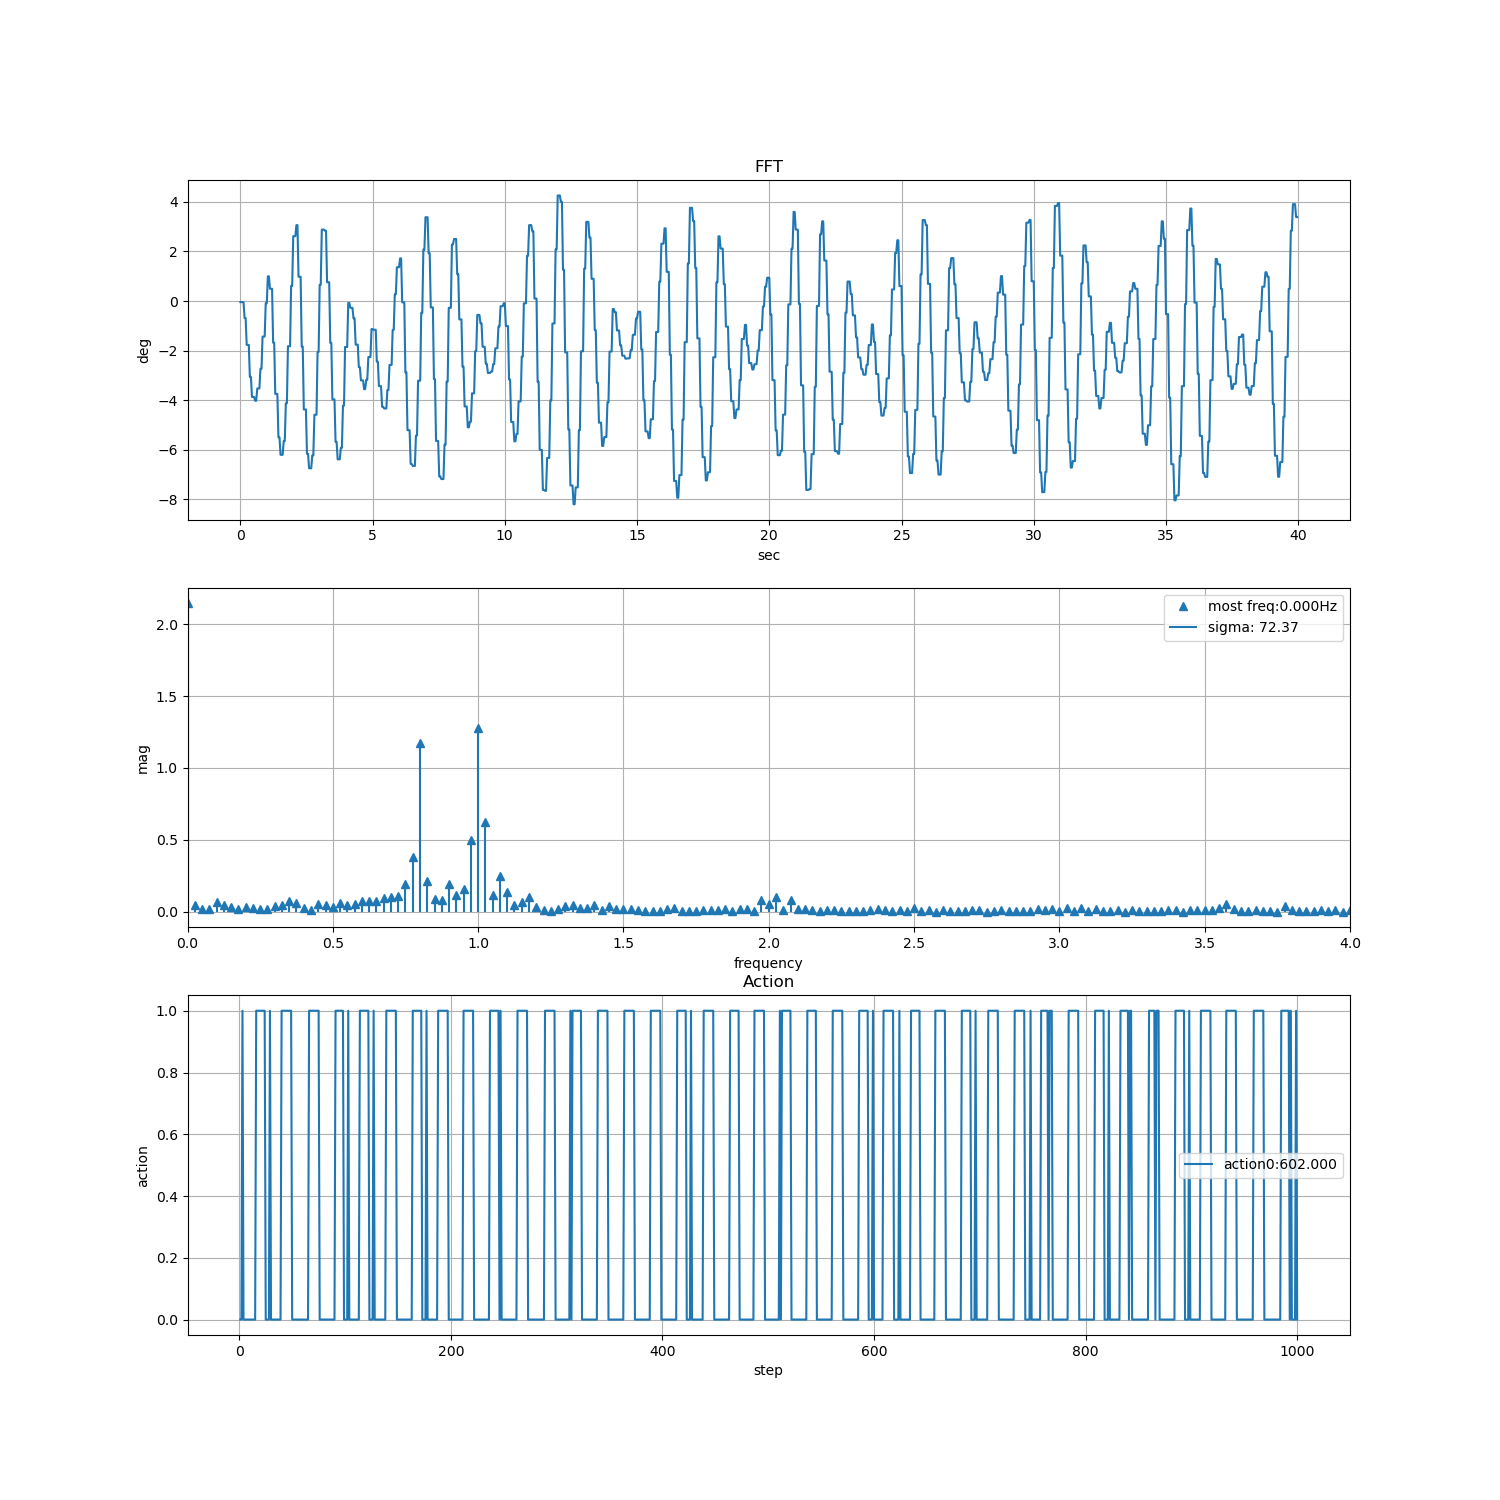 FFT
4
2
0
−2
−4
−6
−8
deg
0 5 10 15 20 25 30 35 40
sec
most freq:0.000Hz
sigma: 72.37
2.0
1.5
1.0
0.5
0.0
mag
0.0 0.5 1.0 1.5 2.0 2.5 3.0 3.5 4.0
frequency
Action
1.0
0.8
0.6
0.4
0.2
0.0
action
action0:602.000
0 200 400 600 800 1000
step